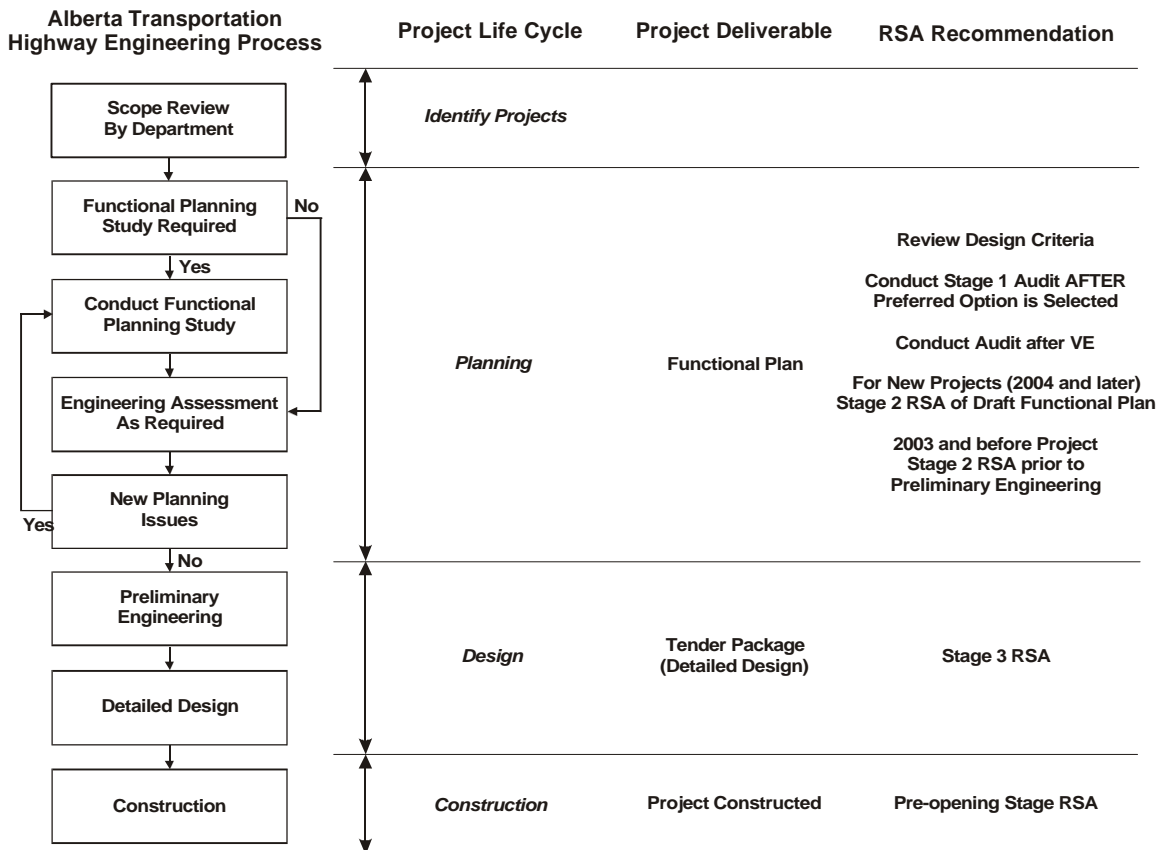 Alberta Transportation
Highway Engineering Process
Project Life Cycle
Project Deliverable
RSA Recommendation
Scope Review
By Department
Identify Projects
Functional Planning
Study Required
No
Yes
Conduct Functional
Planning Study
Engineering Assessment
As Required
New Planning
Issues
Yes
No
Planning
Functional Plan
Review Design Criteria
Conduct Stage 1 Audit AFTER
Preferred Option is Selected
Conduct Audit after VE
For New Projects (2004 and later)
Stage 2 RSA of Draft Functional Plan
2003 and before Project
Stage 2 RSA prior to
Preliminary Engineering
Preliminary
Engineering
Detailed Design
Design
Tender Package
(Detailed Design)
Stage 3 RSA
Construction
Construction
Project Constructed
Pre-opening Stage RSA